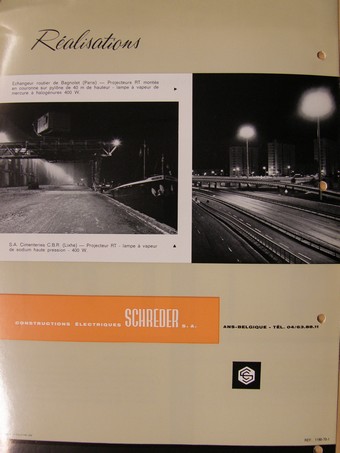 Réalisations
Echangeur routier de Bagnolet (Paris) — Projecteurs RT montés
en couronne sur pylône de 40 m de hauteur - lampe à vapeur de
mercure à halogénures 400 W.
S.A. Cimenteries C.B.R. (Lixhe) — Projecteur RT - lampe à vapeur
de sodium haute pression - 400 W.
CONSTRUCTIONS ÉLECTRIQUES SCHREDER S.A. ANS-BELGIQUE - TÉL. 04/63.88.11